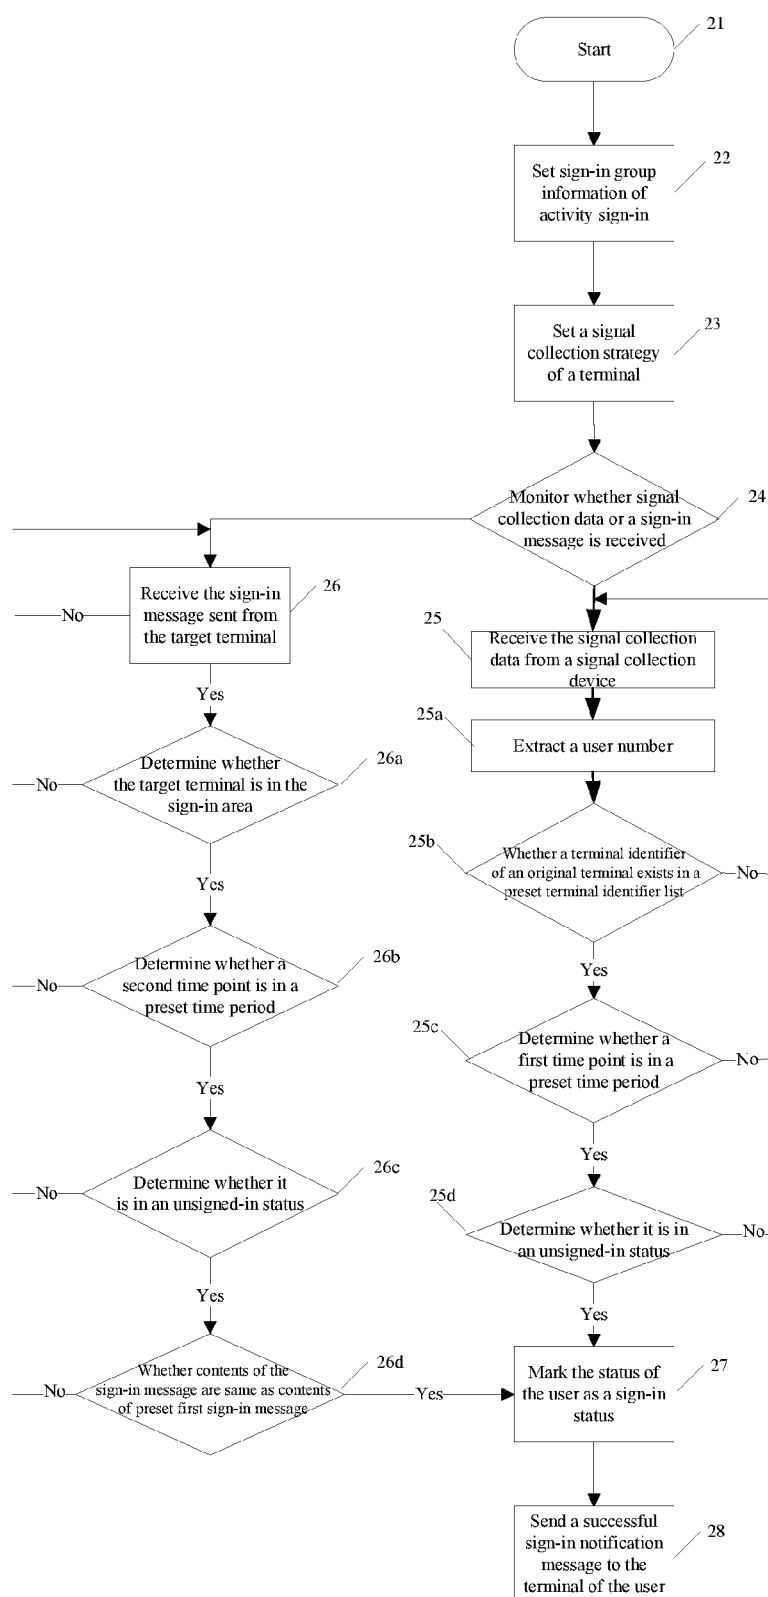 21
Start
22
Set sign-in group
information of
activity sign-in
23
Set a signal
collection strategy
of a terminal
24
Monitor whether signal
collection data or a sign-in
message is received
26
Receive the sign-in
message sent from
the target terminal
No
Yes
26a
Determine whether
the target terminal is in the
sign-in area
No
Yes
26b
Determine whether a
second time point is in a
preset time period
No
Yes
26c
Determine whether it
is in an unsigned-in status
No
Yes
26d
Whether contents of the
sign-in message are same as contents
of preset first sign-in message
No
Yes
25
Receive the signal collection
data from a signal collection
device
25a
Extract a user number
25b
Whether a terminal identifier
of an original terminal exists in a
preset terminal identifier list
No
Yes
25c
Determine whether a
first time point is in a
preset time period
No
Yes
25d
Determine whether it is in
an unsigned-in status
No
Yes
27
Mark the status of
the user as a sign-in
status
28
Send a successful
sign-in notification
message to the
terminal of the user